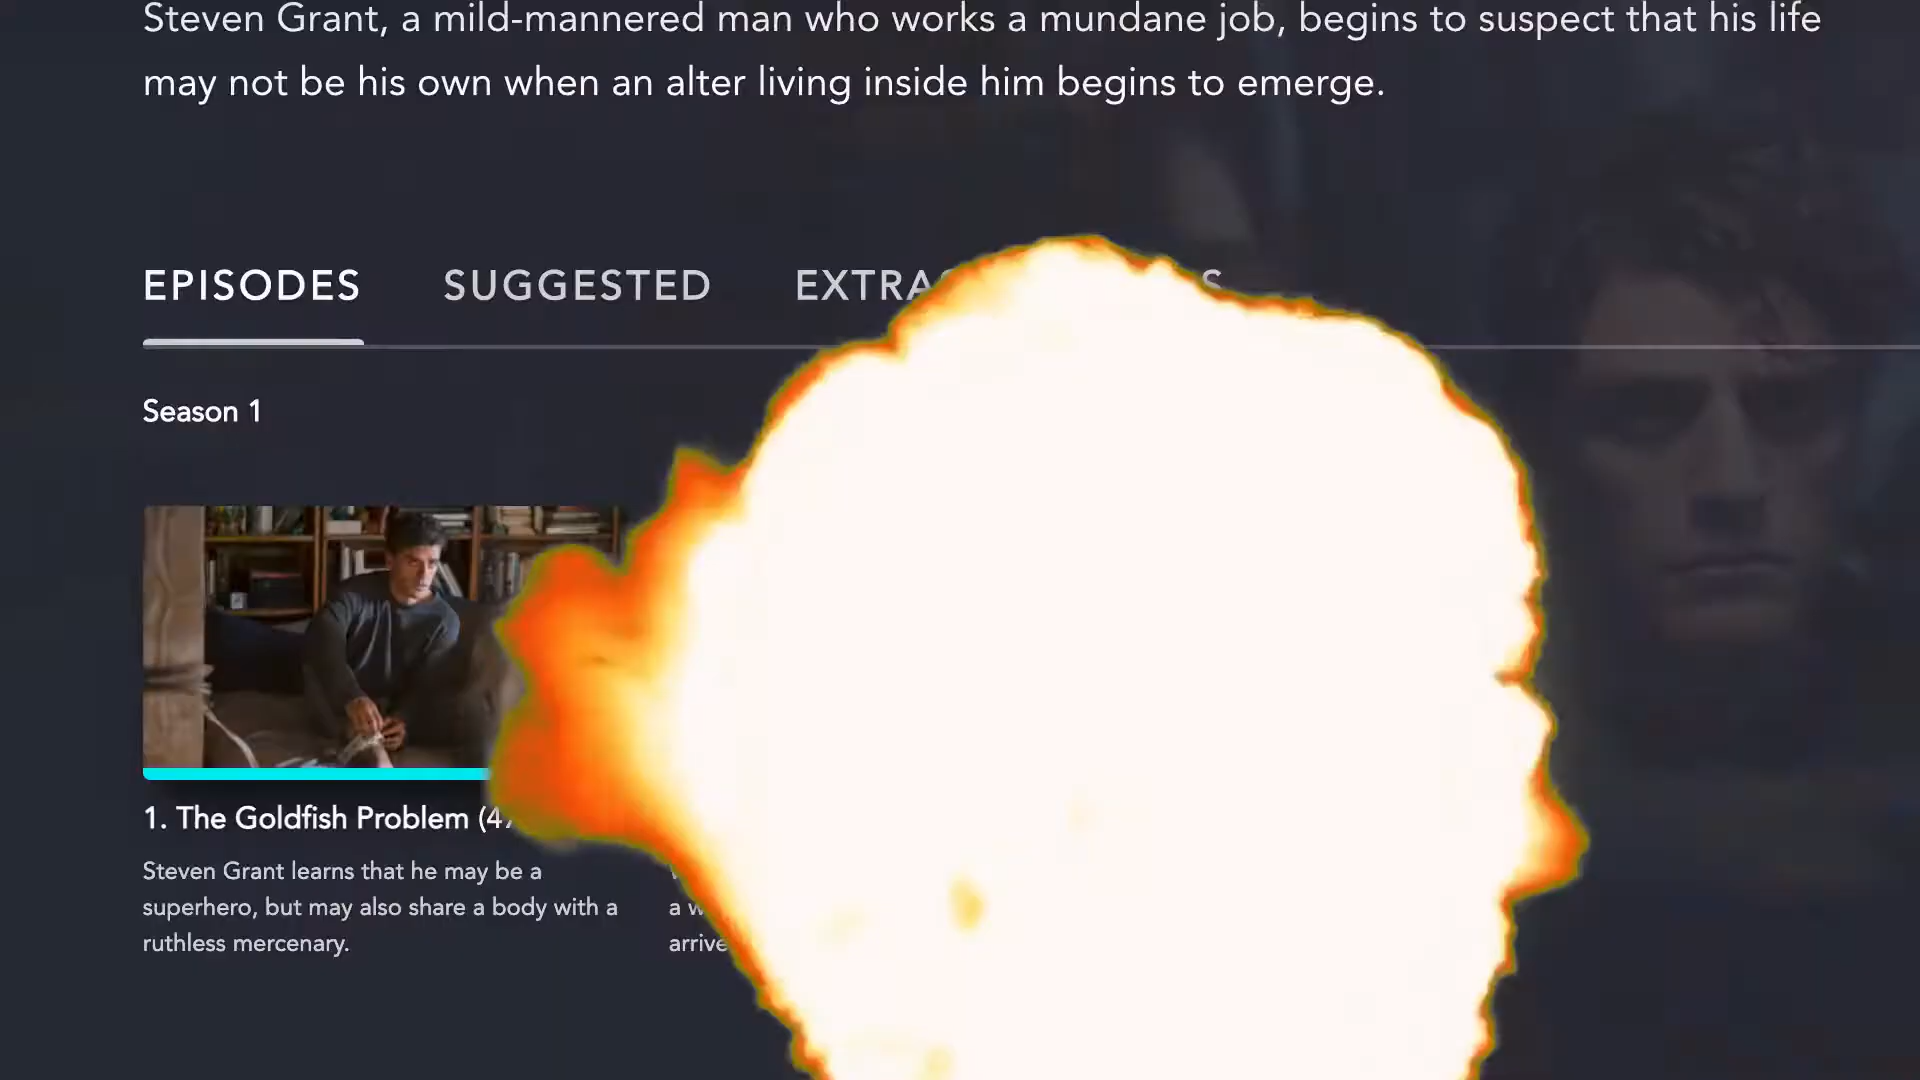 Steven Grant, a mild-mannered man who works a mundane job, begins to suspect that his life
may not be his own when an alter living inside him begins to emerge.
EPISODES SUGGESTED
Season 1
1. The Goldfish Problem
Steven Grant learns that he may be a
superhero, but may also share a body with a
ruthless mercenary.
a